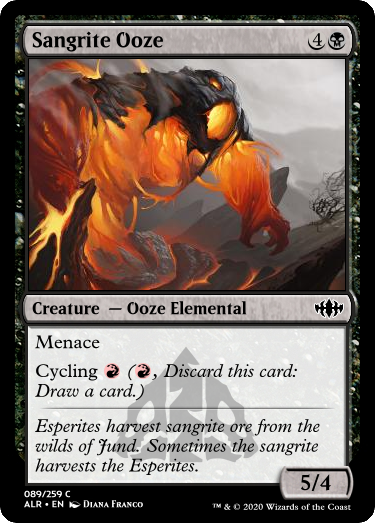 Sangrite Ooze 4
Creature — Ooze Elemental
Menace
Cycling (, Discard this card:
Draw a card.)
Esperites harvest sangrite ore from the
wilds of Jund. Sometimes the sangrite
harvests the Esperites.
5/4
089/259 C
ALR • EN Diana Franco
™ & © 2020 Wizards of the Coast